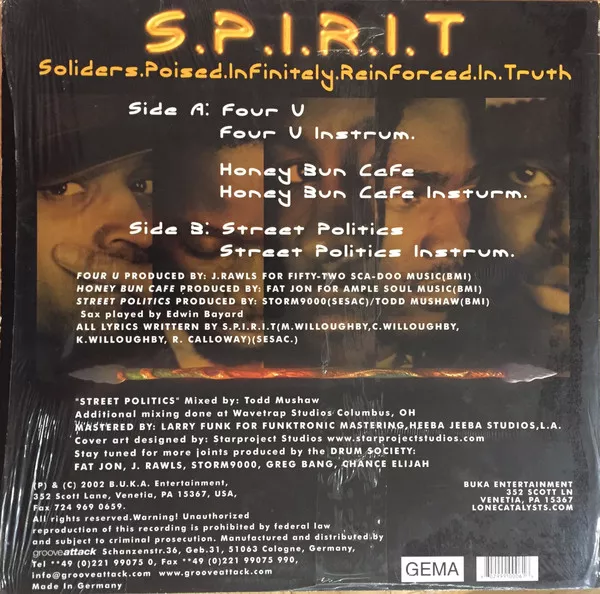 S.P.I.R.I.T
Soliders.Poised.Infinitely.Reinforced.In.Truth
Side A: Four U
Four U Instrum.
Honey Bun Cafe
Honey Bun Cafe Insturm.
Side B: Street Politics
Street Politics Instrum.
FOUR U PRODUCED BY: J.RAWLS FOR FIFTY-TWO SCA-DOO MUSIC(BMI)
HONEY BUN CAFE PRODUCED BY: FAT JON FOR AMPLE SOUL MUSIC(BMI)
STREET POLITICS PRODUCED BY: STORM9000(SESAC)/TODD MUSHAW(BMI)
Sax played by Edwin Bayard
ALL LYRICS WRITTERN BY S.P.I.R.I.T(M.WILLOUGHBY,C.WILLOUGHBY,
K.WILLOUGHBY, R. CALLOWAY)(SESAC.)
"STREET POLITICS" Mixed by: Todd Mushaw
Additional mixing done at Wavetrap Studios Columbus, OH
MASTERED BY: LARRY FUNK FOR FUNKTRONIC MASTERING,HEEBA JEEBA STUDIOS,L.A.
Cover art designed by: Starproject Studios www.starprojectstudios.com
Stay tuned for more joints produced by the DRUM SOCIETY:
FAT JON, J. RAWLS, STORM9000, GREG BANG, CHANCE ELIJAH
(P) & (C) 2002 B.U.K.A. Entertainment,
352 Scott Lane, Venetia, PA 15367, USA,
Fax 724 969 0659.
All rights reserved.Warning! Unauthorized
reproduction of this recording is prohibited by federal law
and subject to criminal prosecution. Manufactured and distributed by
grooveattack Schanzenstr.36, Geb.31, 51063 Cologne, Germany,
Tel **49 (0)221 99075 0, Fax **49 (0)221 99075 990,
info@grooveattack.com www.grooveattack.com
Made In Germany
BUKA ENTERTAINMENT
352 SCOTT LN
VENETIA, PA 15367
LONECATALYSTS.COM
GEMA